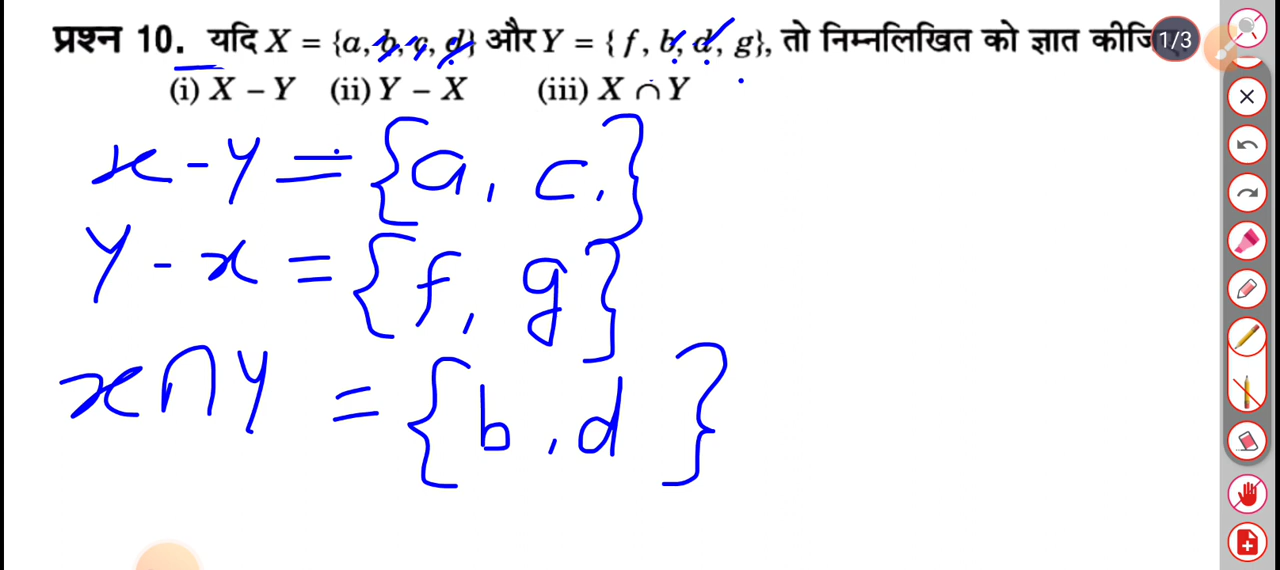 प्रश्न 10. यदि X = {a, b, c, d} और Y = { f, b, d, g}, तो निम्नलिखित को ज्ञात कीजि
1/3
(i) X – Y (ii) Y – X (iii) X ∩ Y
x - y = {a, c,}
y - x = {f, g}
x ∩ y = {b, d }